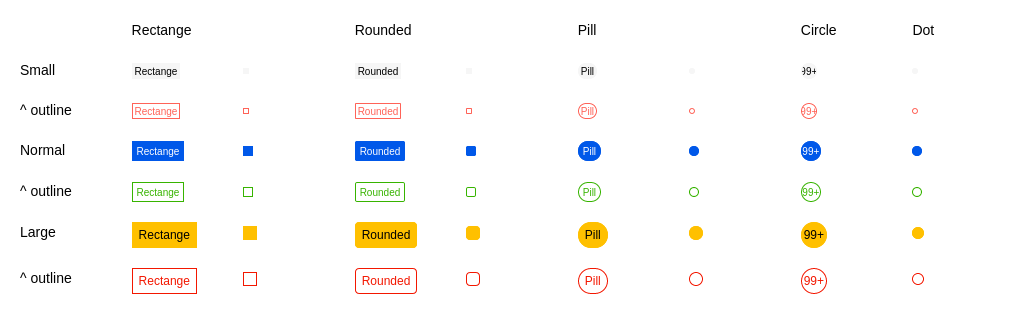 Rectange Rounded Pill Circle Dot
Small Rectange Rounded Pill 99+
^ outline Rectange Rounded Pill 99+
Normal Rectange Rounded Pill 99+
^ outline Rectange Rounded Pill 99+
Large Rectange Rounded Pill 99+
^ outline Rectange Rounded Pill 99+